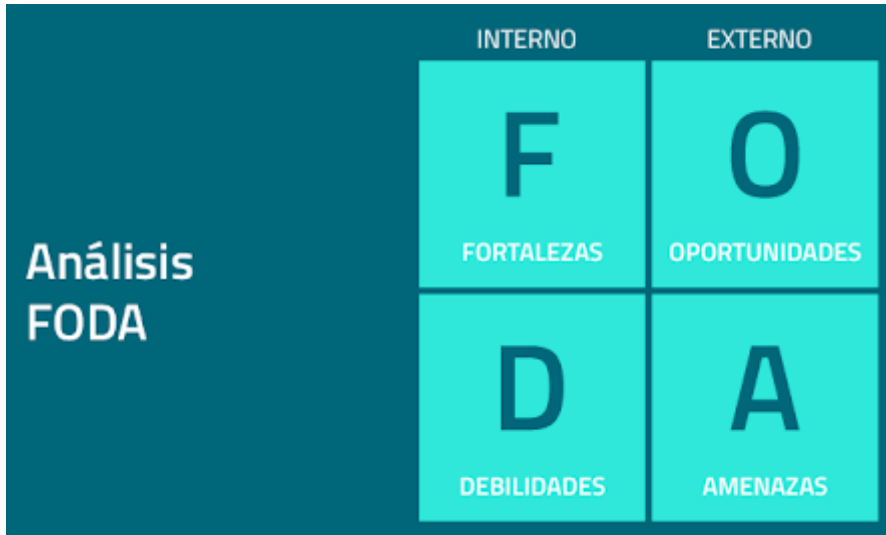 Análisis
FODA
INTERNO
EXTERNO
F
FORTALEZAS
O
OPORTUNIDADES
D
DEBILIDADES
A
AMENAZAS